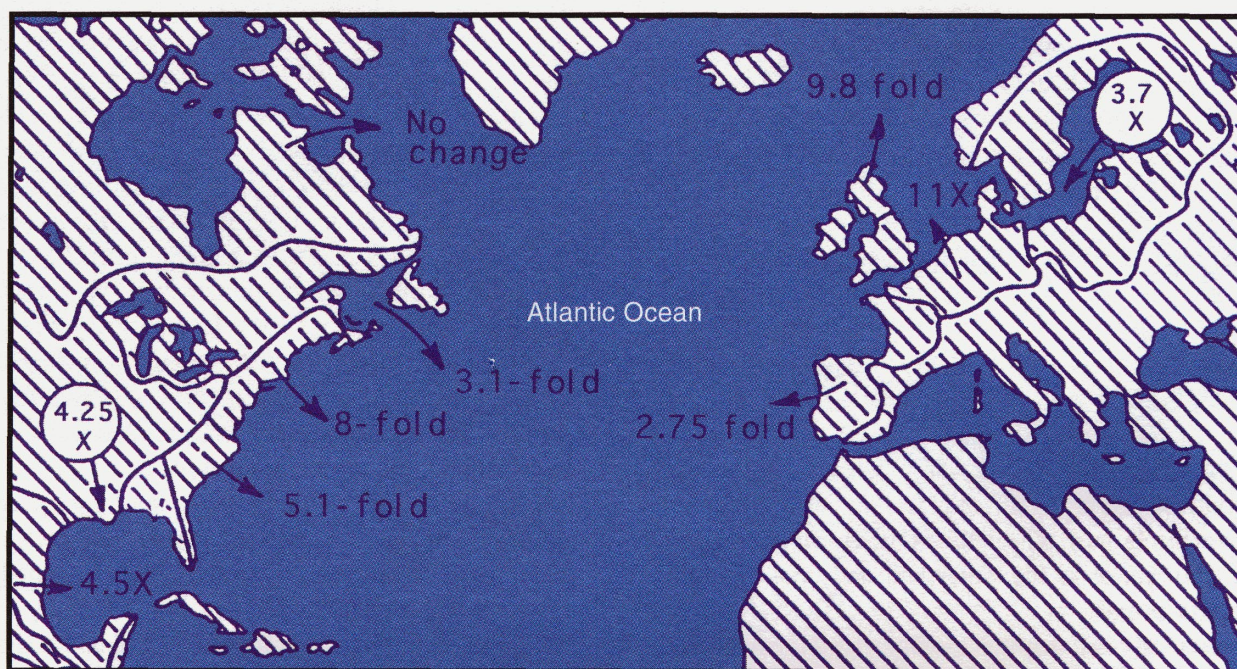 9.8 fold
3.7
X
No
change
11X
Atlantic Ocean
3.1-fold
4.25
X
8-fold
2.75 fold
5.1-fold
4.5X